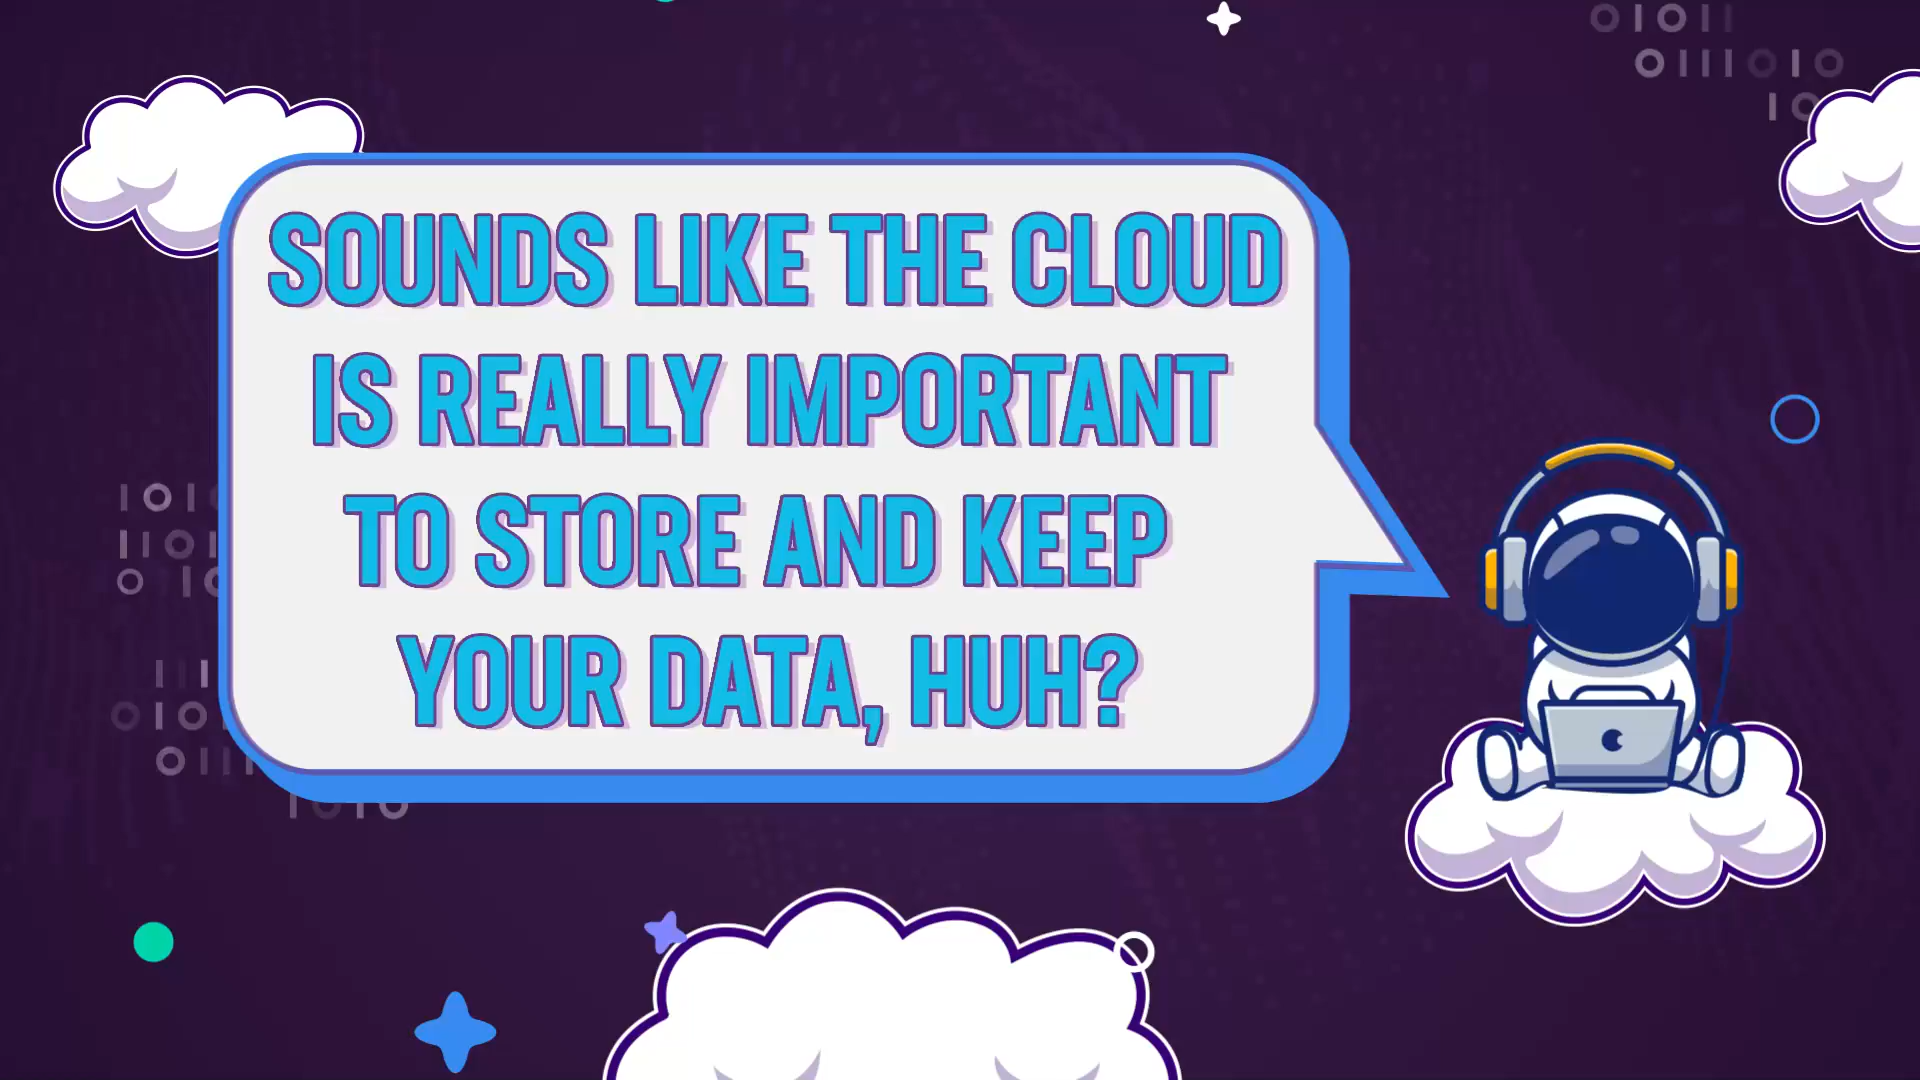 SOUNDS LIKE THE CLOUD
IS REALLY IMPORTANT
TO STORE AND KEEP
YOUR DATA, HUH?